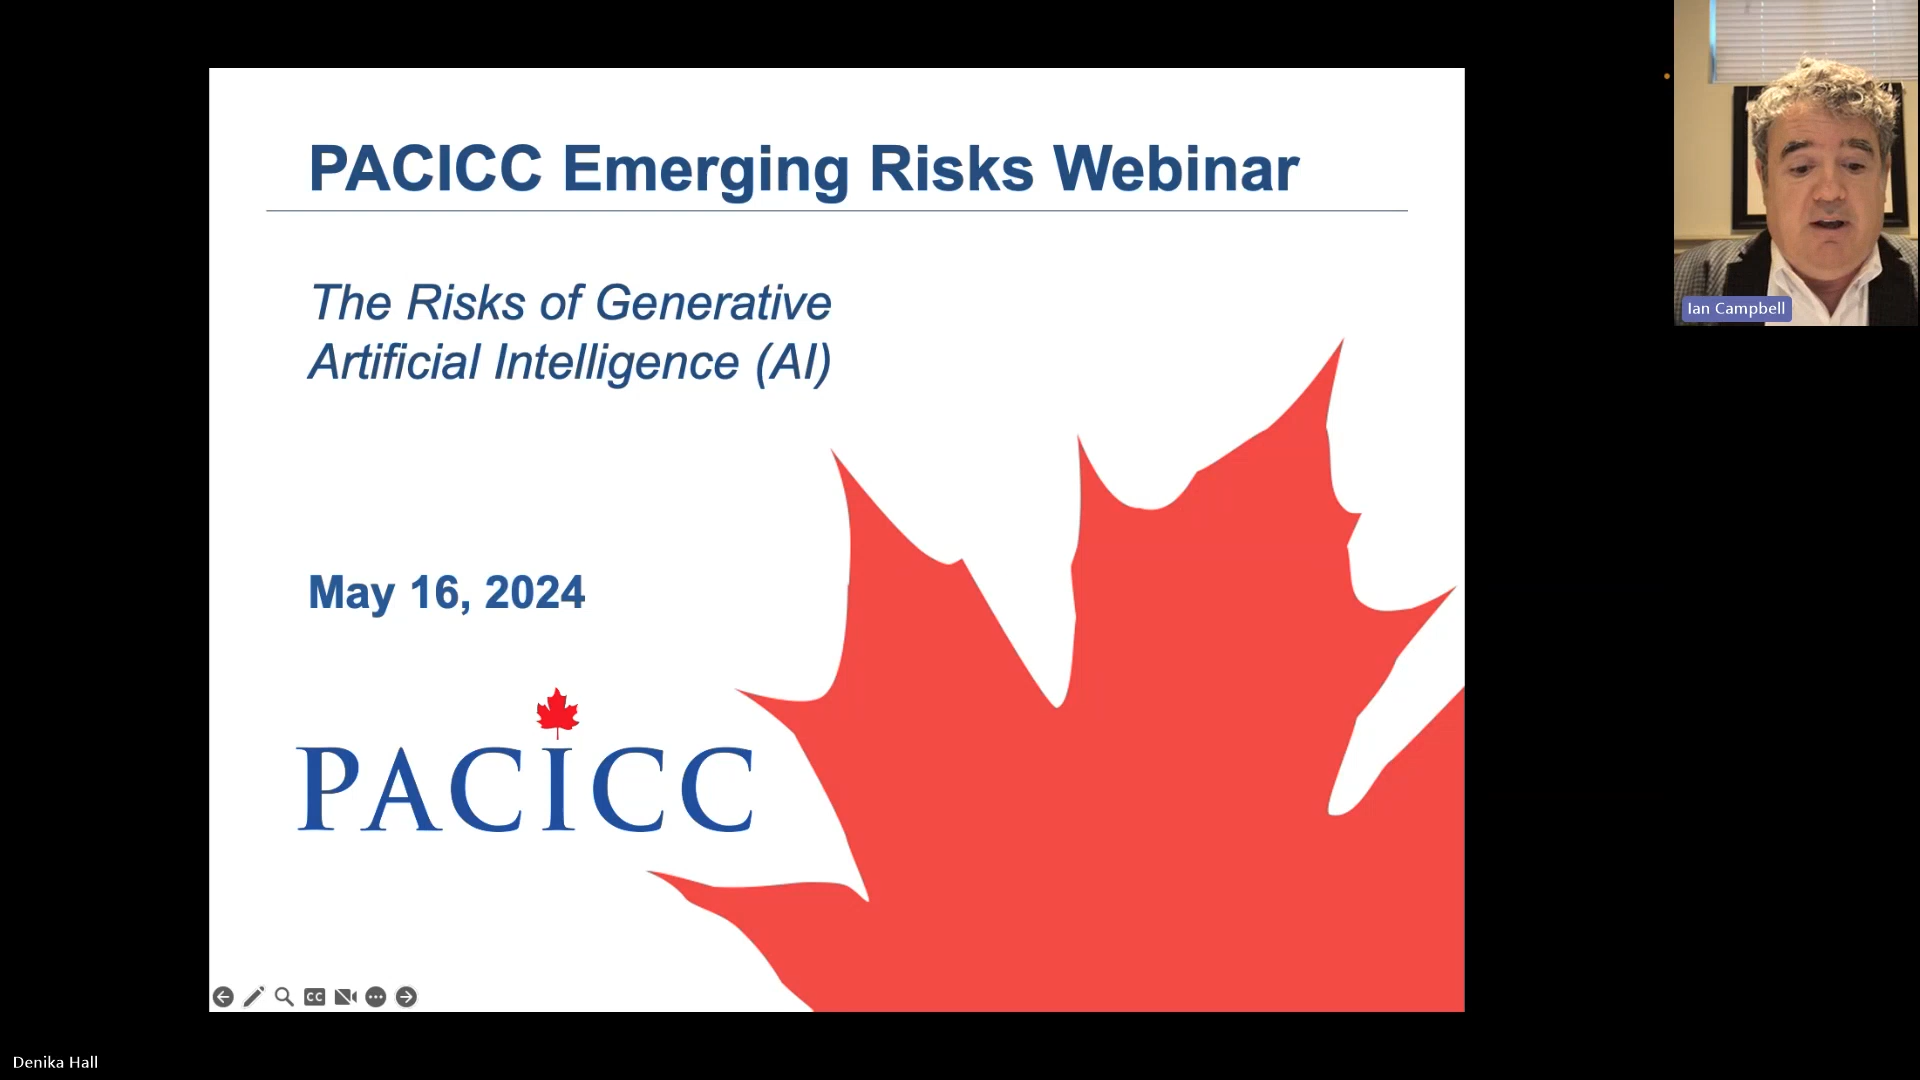 PACICC Emerging Risks Webinar
The Risks of Generative
Artificial Intelligence (AI)
May 16, 2024
PACICC
CC
Ian Campbell
Denika Hall